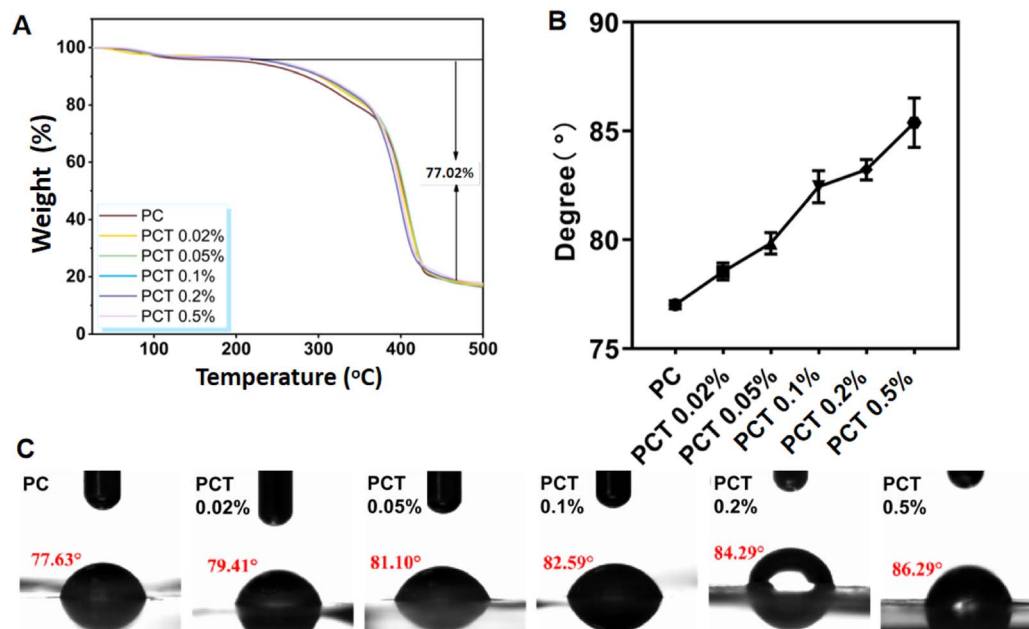 A
Weight (%)
100
80
60
40
20
0
77.02%
PC
PCT 0.02%
PCT 0.05%
PCT 0.1%
PCT 0.2%
PCT 0.5%
100
200
300
400
500
Temperature (°C)
B
Degree(°)
90
85
80
75
PC
PCT 0.02%
PCT 0.05%
PCT 0.1%
PCT 0.2%
PCT 0.5%
C
PC
77.63°
PCT
0.02%
79.41°
PCT
0.05%
81.10°
PCT
0.1%
82.59°
PCT
0.2%
84.29°
PCT
0.5%
86.29°